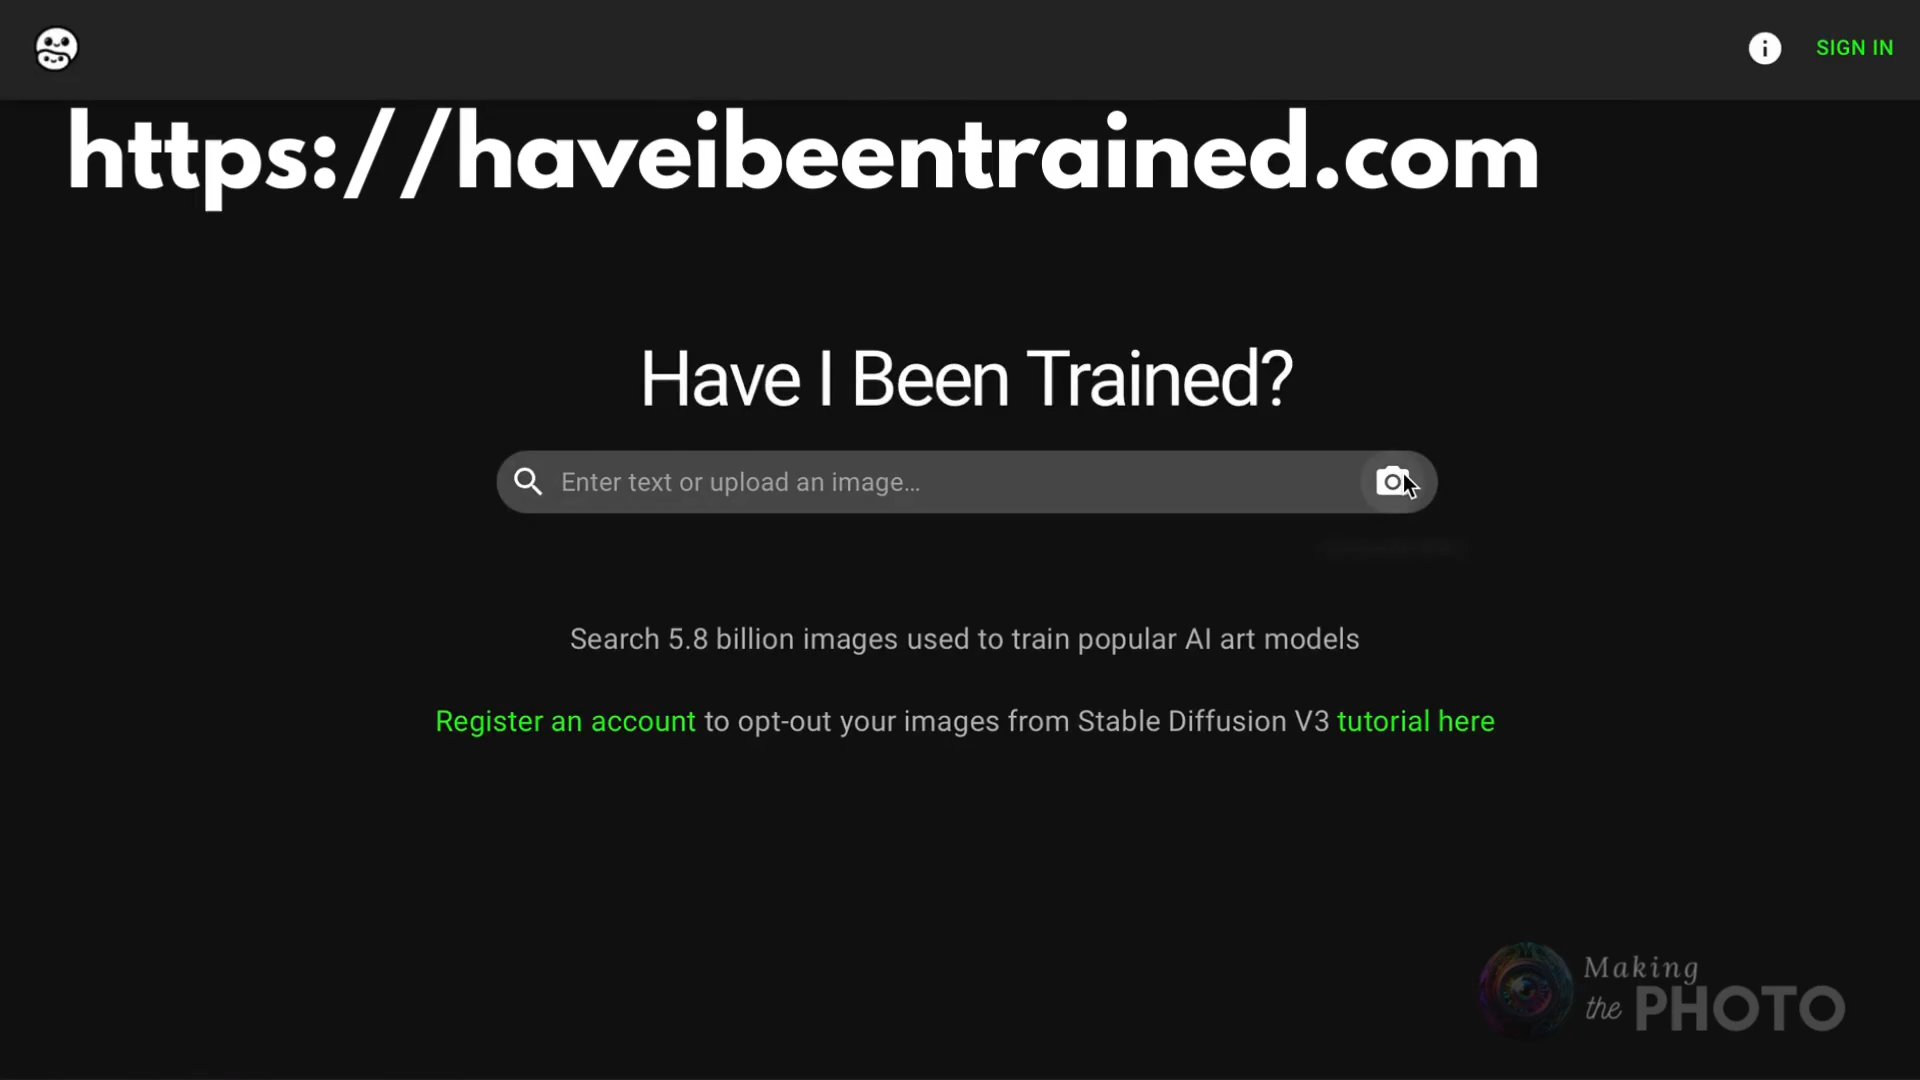 SIGN IN
https://haveibeentrained.com
Have I Been Trained?
Enter text or upload an image...
Search 5.8 billion images used to train popular AI art models
Register an account to opt-out your images from Stable Diffusion V3 tutorial here
Making
the PHOTO